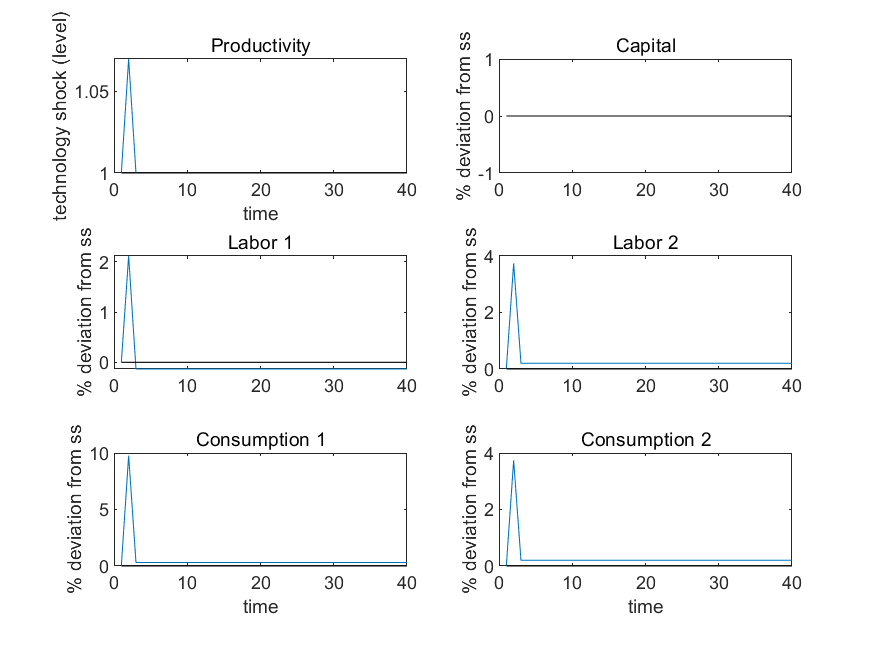 Productivity
technology shock (level)
1.05
1
0 10 20 30 40
time
Capital
% deviation from ss
1
0
-1
0 10 20 30 40
Labor 1
% deviation from ss
2
1
0
0 10 20 30 40
Labor 2
% deviation from ss
4
2
0
0 10 20 30 40
Consumption 1
% deviation from ss
10
5
0
0 10 20 30 40
time
Consumption 2
% deviation from ss
4
2
0
0 10 20 30 40
time